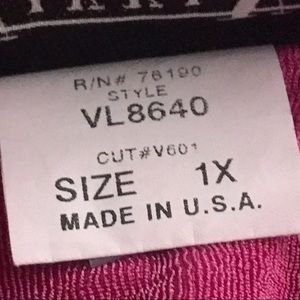 R/N# 78190
STYLE
VL8640
CUT#V601
SIZE 1X
MADE IN U.S.A.